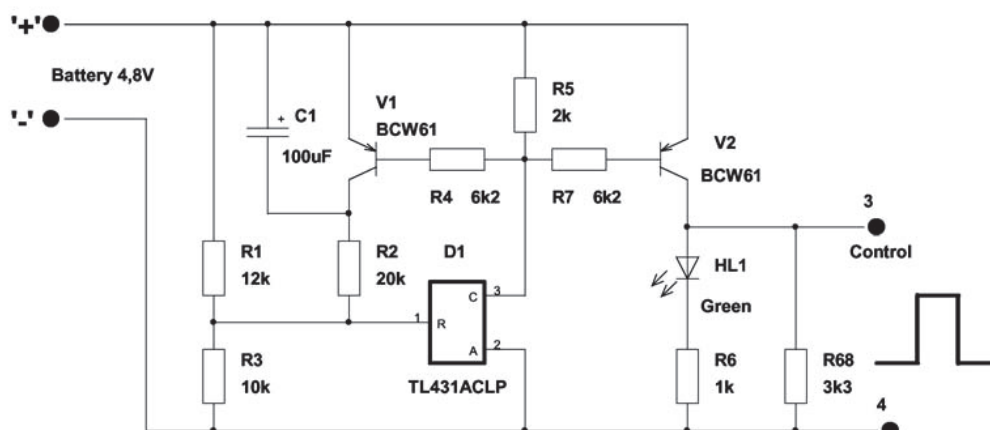 '+'
Battery 4,8V
'-'
C1
+
100uF
V1
BCW61
R5
2k
V2
BCW61
R4 6k2
R7 6k2
3
Control
R1
12k
R2
20k
D1
HL1
Green
C 3
1 R
A 2
R3
10k
TL431ACLP
R6
1k
R68
3k3
4